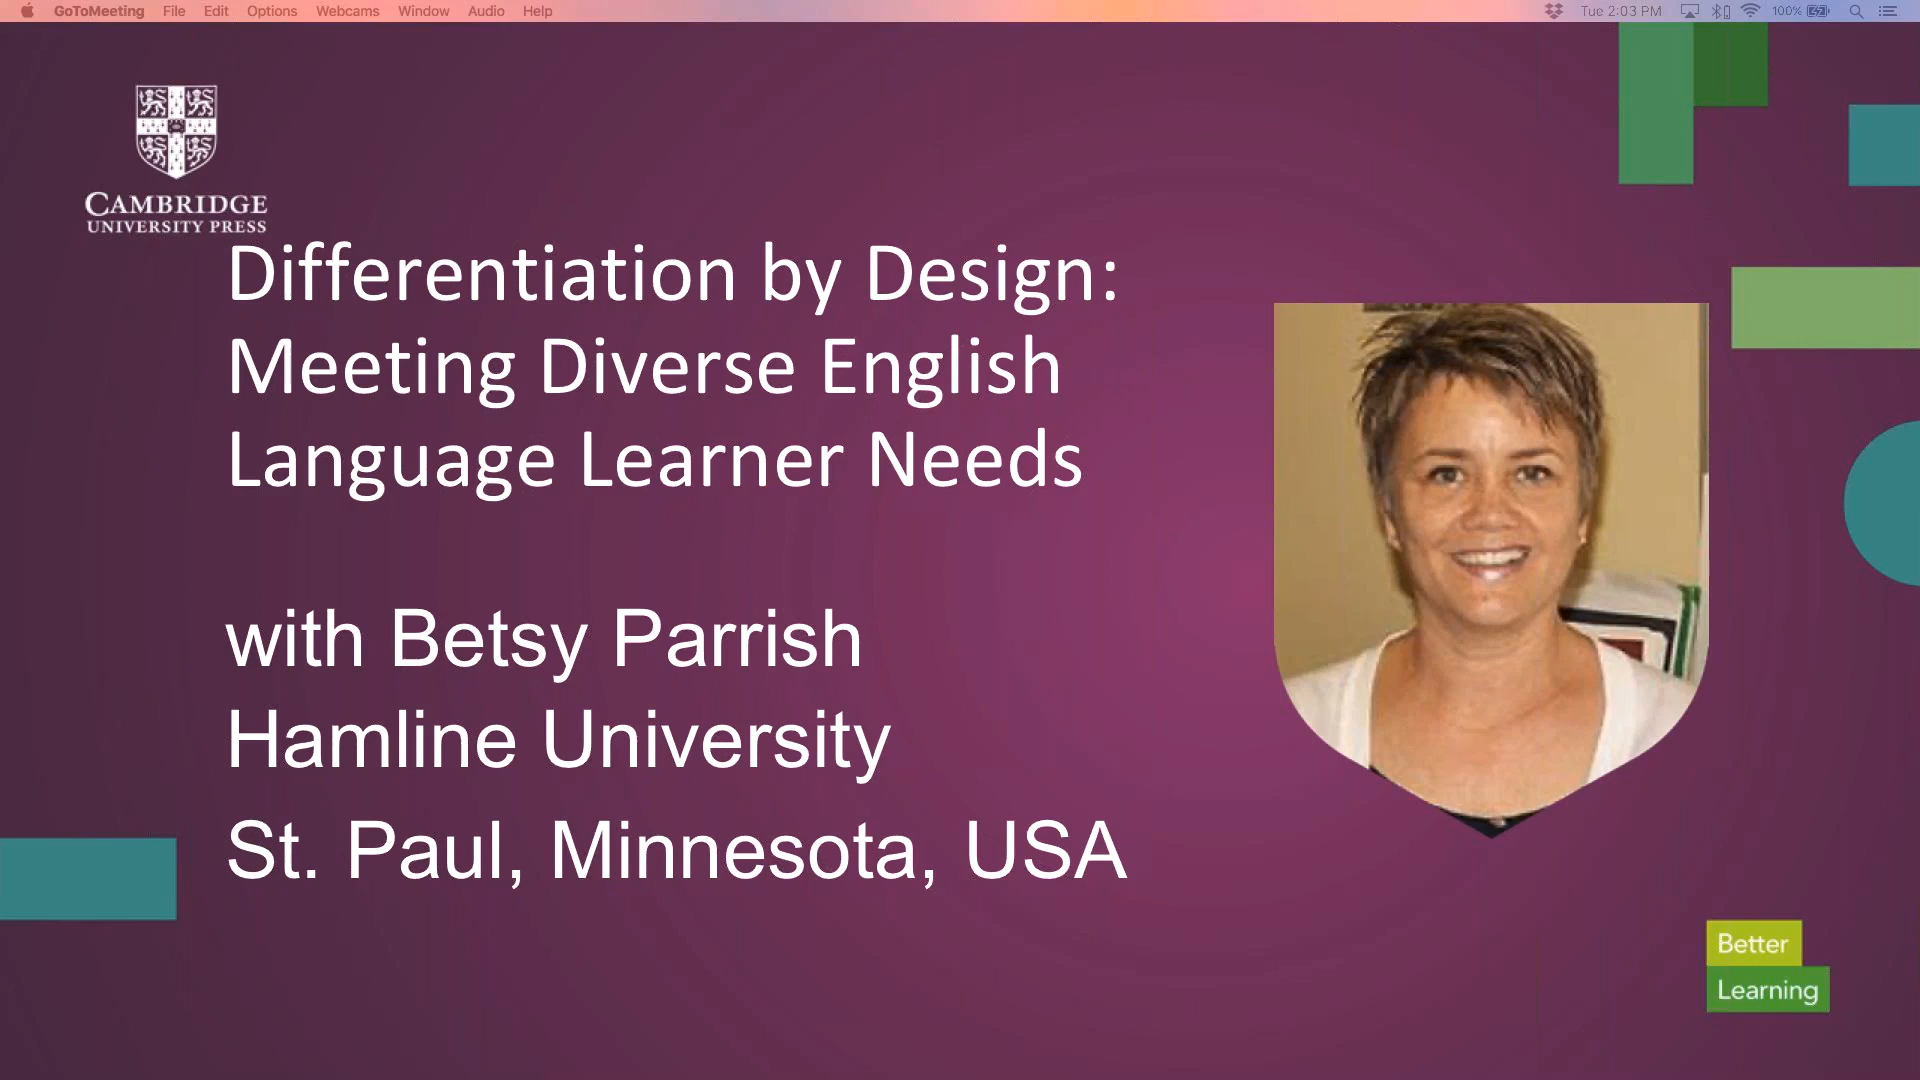 GoToMeeting File Edit Options Webcams Window Audio Help Tue 2:03 PM 100%
CAMBRIDGE
UNIVERSITY PRESS
Differentiation by Design:
Meeting Diverse English
Language Learner Needs
with Betsy Parrish
Hamline University
St. Paul, Minnesota, USA
Better
Learning